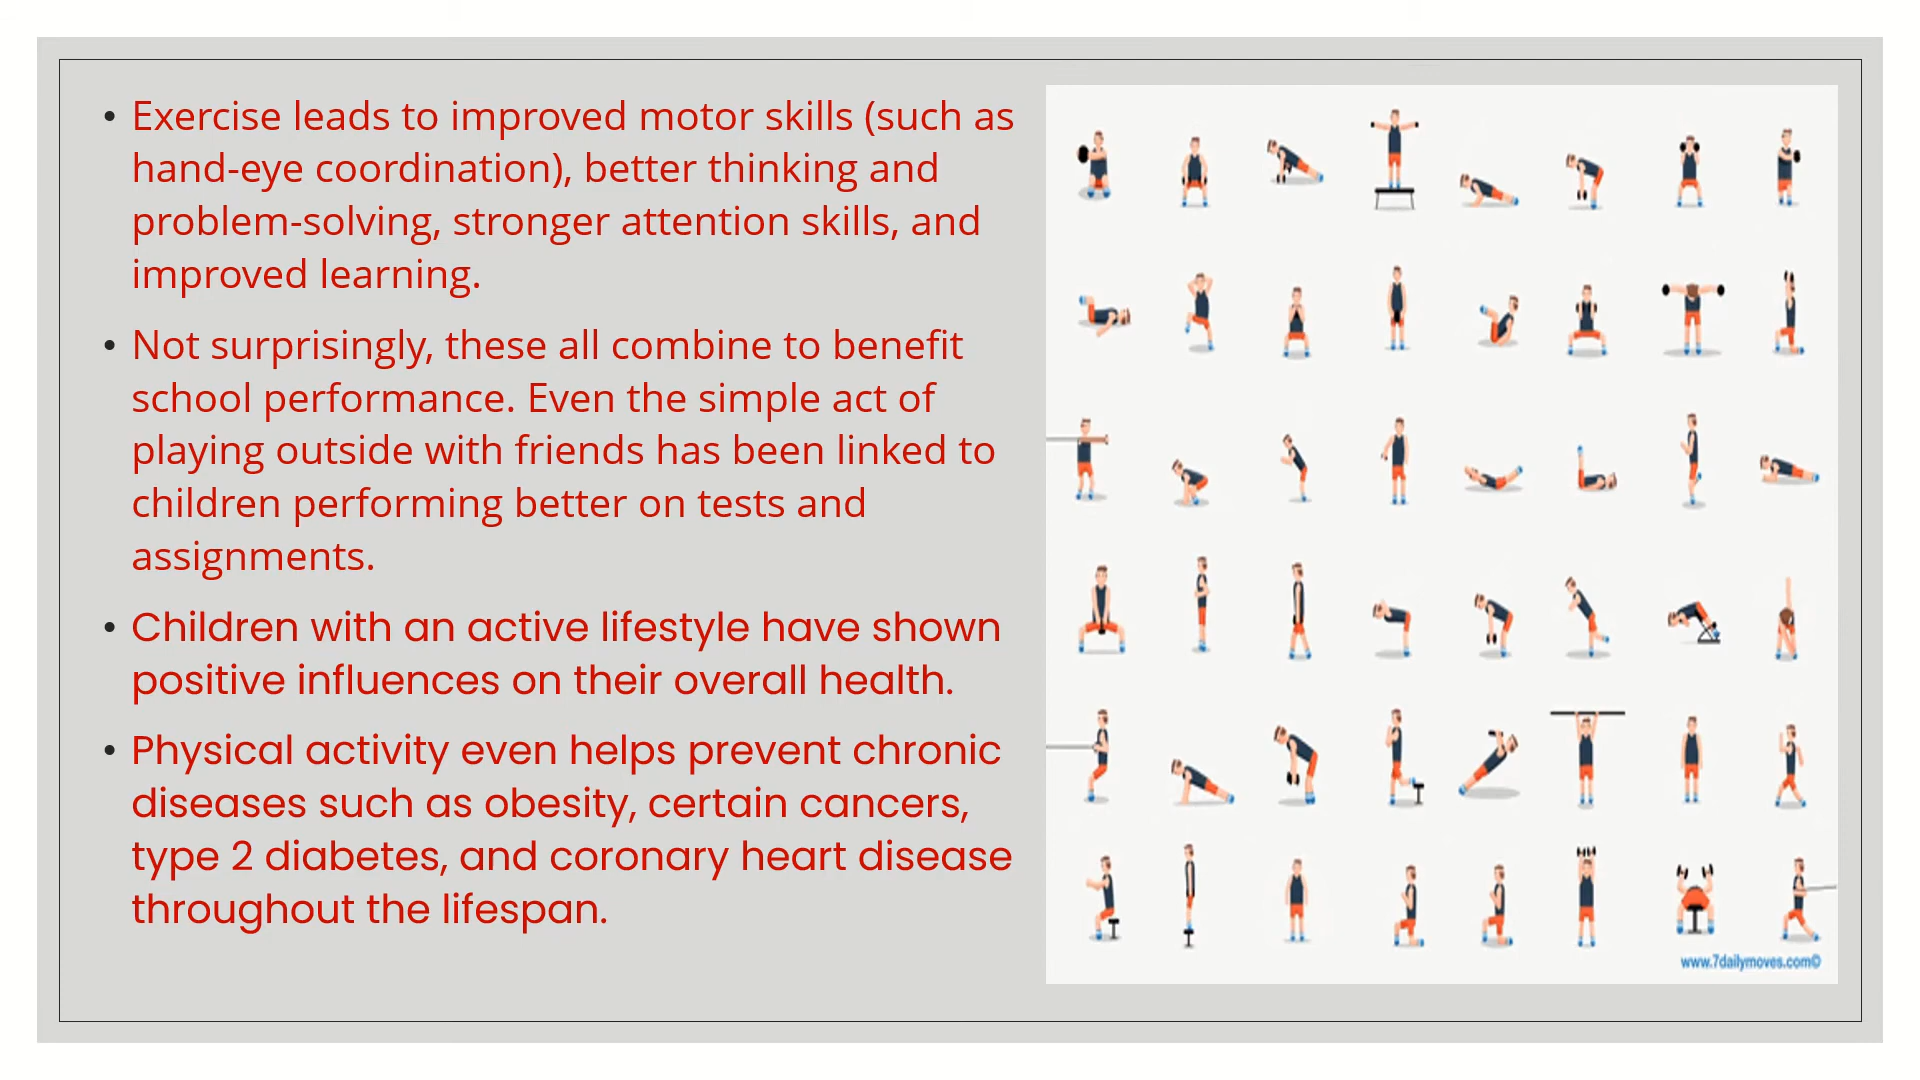 • Exercise leads to improved motor skills (such as
hand-eye coordination), better thinking and
problem-solving, stronger attention skills, and
improved learning.
• Not surprisingly, these all combine to benefit
school performance. Even the simple act of
playing outside with friends has been linked to
children performing better on tests and
assignments.
• Children with an active lifestyle have shown
positive influences on their overall health.
• Physical activity even helps prevent chronic
diseases such as obesity, certain cancers,
type 2 diabetes, and coronary heart disease
throughout the lifespan.
www.7dailymoves.com©